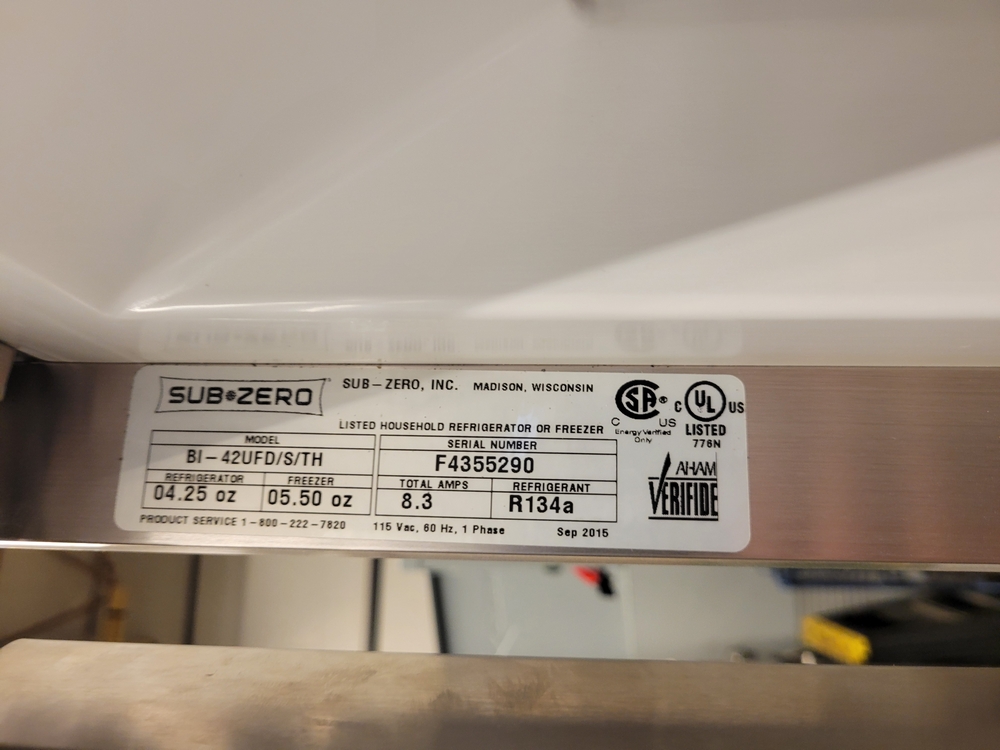 SUB ZERO
SUB-ZERO, INC. MADISON, WISCONSIN
LISTED HOUSEHOLD REFRIGERATOR OR FREEZER
SA ®
C US
Energy Verified
Only
C UL US
LISTED
776N
MODEL
BI-42UFD/S/TH
SERIAL NUMBER
F4355290
REFRIGERATOR FREEZER
04.25 oz 05.50 oz
TOTAL AMPS REFRIGERANT
8.3 R134a
AHAM
VERIFIDE
PRODUCT SERVICE 1-800-222-7820 115 Vac, 60 Hz, 1 Phase Sep 2015